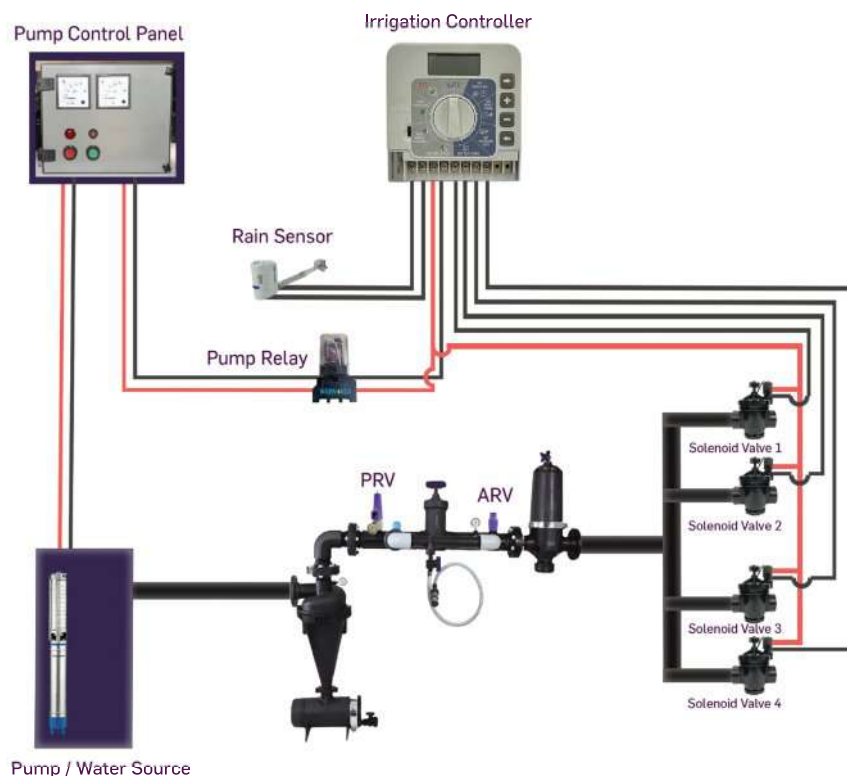 Irrigation Controller
Pump Control Panel
Rain Sensor
Pump Relay
PRV
ARV
Solenoid Valve 1
Solenoid Valve 2
Solenoid Valve 3
Solenoid Valve 4
Pump / Water Source